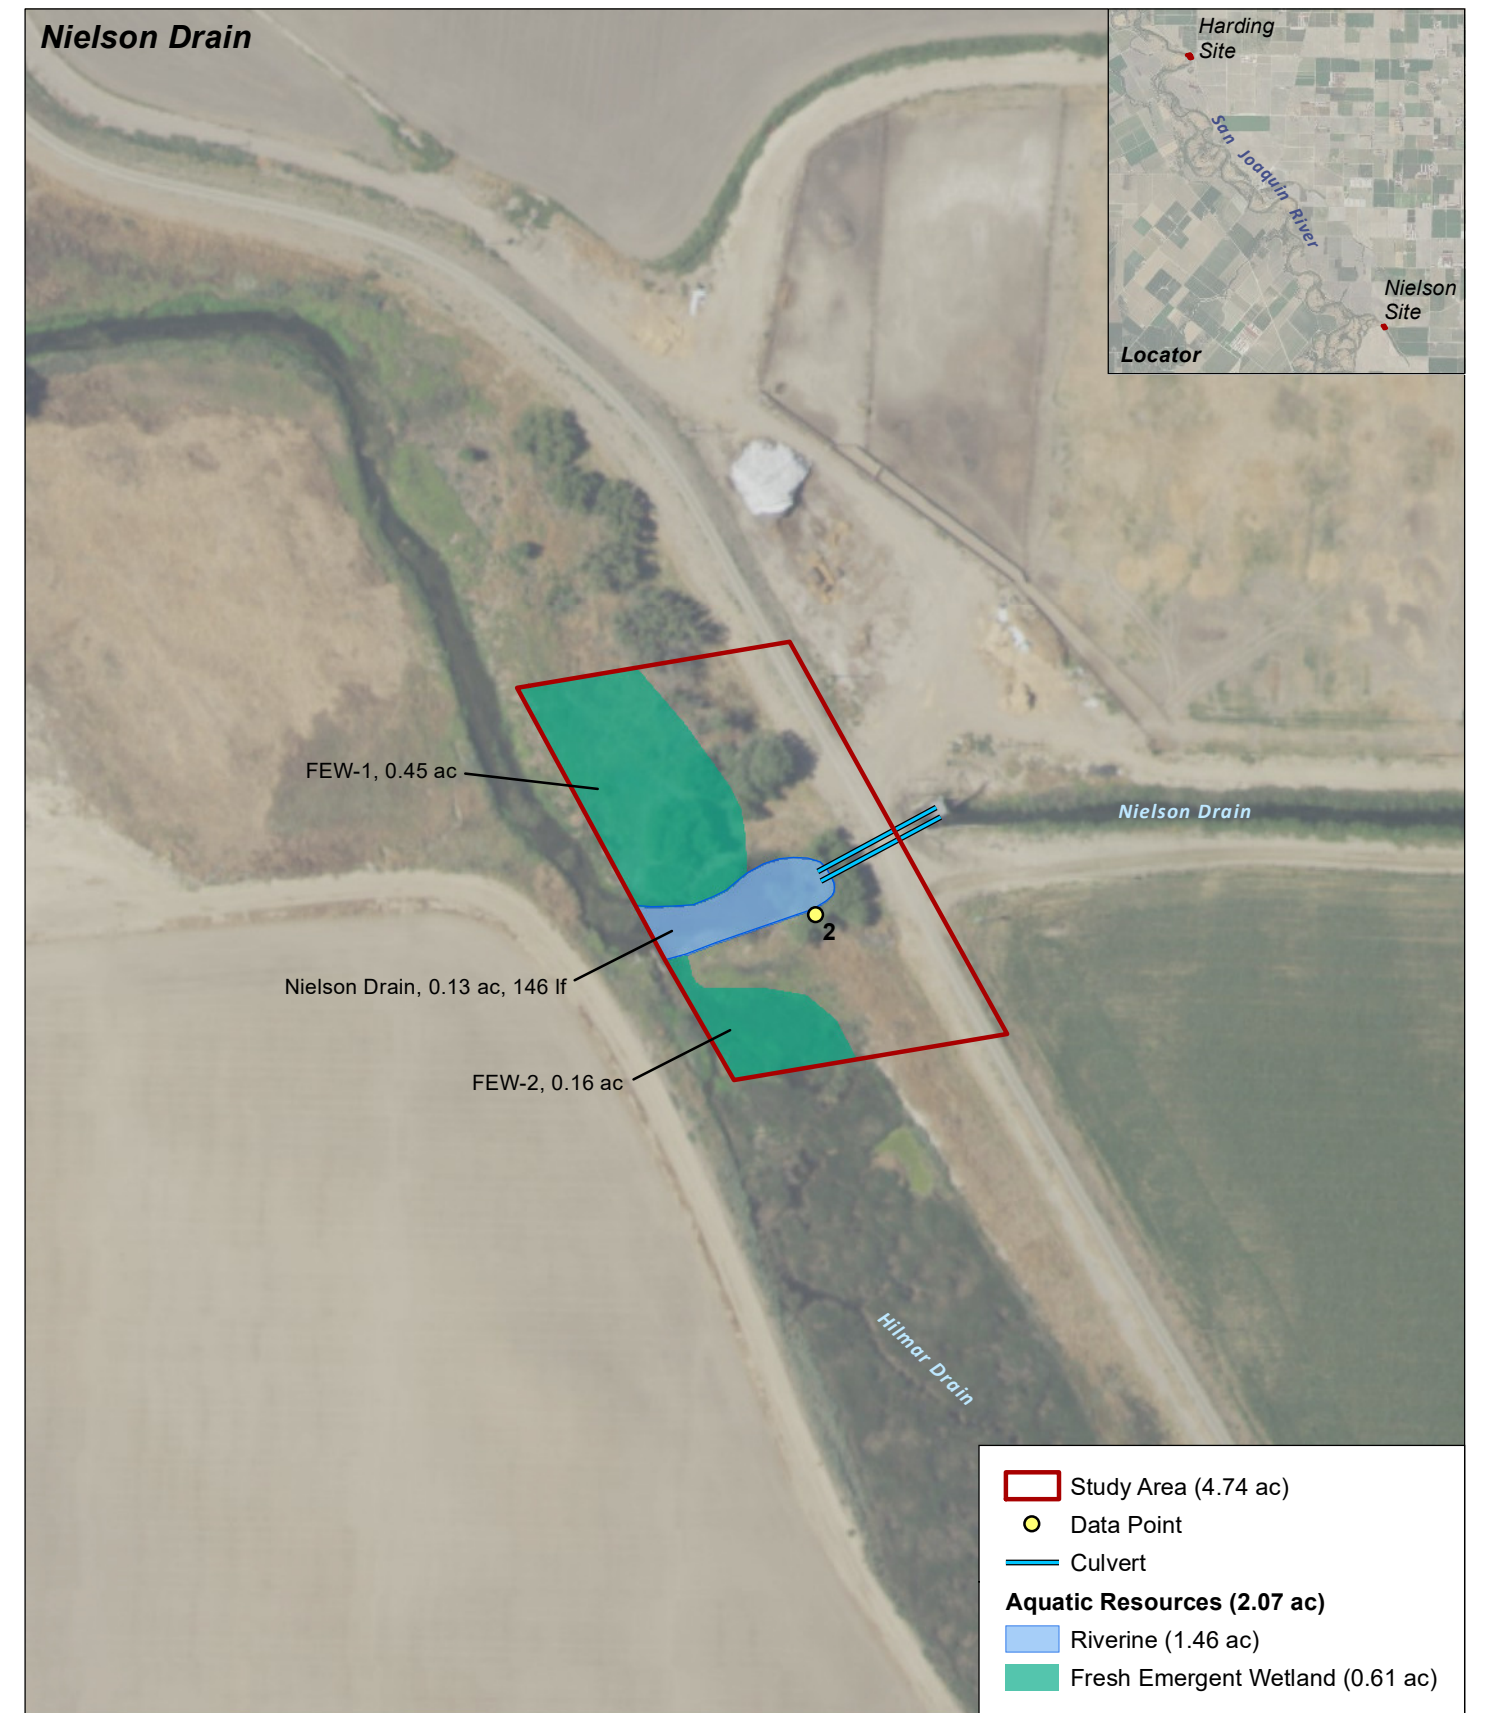 Nielson Drain
Harding
Site
San Joaquin River
Nielson
Site
Locator
FEW-1, 0.45 ac
Nielson Drain
2
Nielson Drain, 0.13 ac, 146 lf
FEW-2, 0.16 ac
Hilmar Drain
Study Area (4.74 ac)
Data Point
Culvert
Aquatic Resources (2.07 ac)
Riverine (1.46 ac)
Fresh Emergent Wetland (0.61 ac)